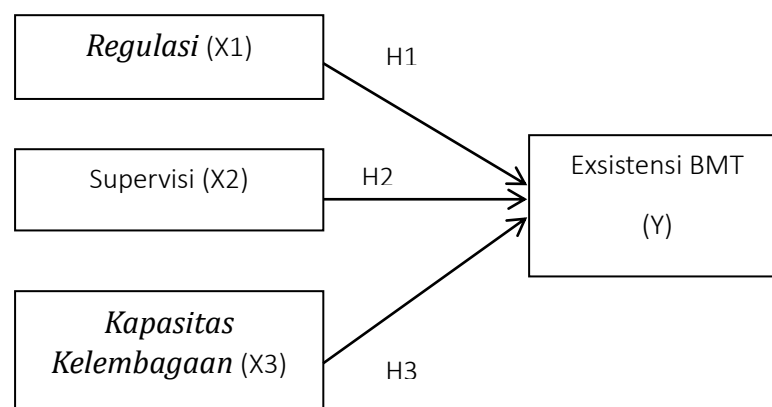 Regulasi (X1)
H1
Supervisi (X2)
H2
Exsistensi BMT
(Y)
Kapasitas
Kelembagaan (X3)
H3